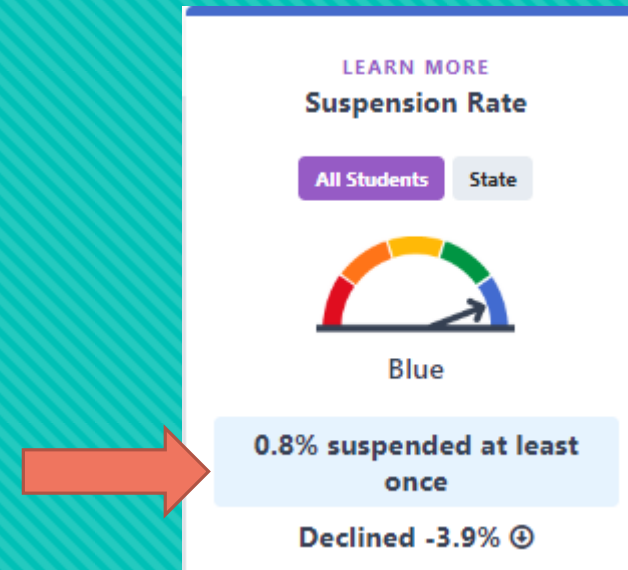 LEARN MORE
Suspension Rate
All Students State
Blue
0.8% suspended at least
once
Declined -3.9%